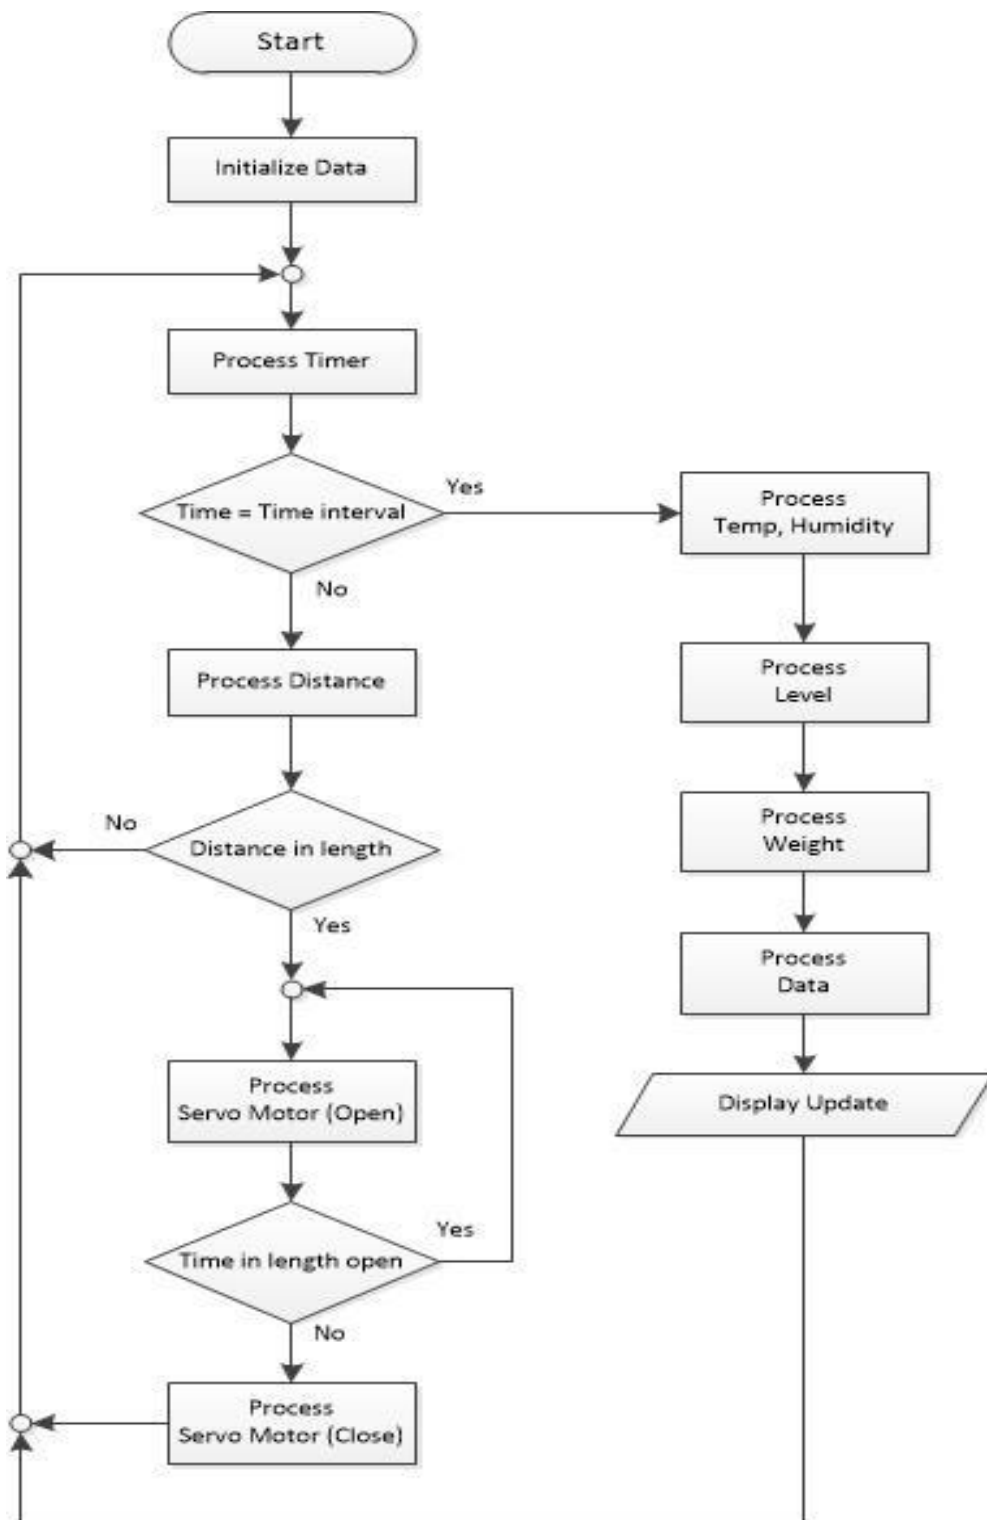 Start
Initialize Data
Process Timer
Time = Time interval
Yes
No
Process
Temp, Humidity
Process Distance
Process
Level
Distance in length
No
Yes
Process
Weight
Process
Data
Process
Servo Motor (Open)
Display Update
Time in length open
Yes
No
Process
Servo Motor (Close)